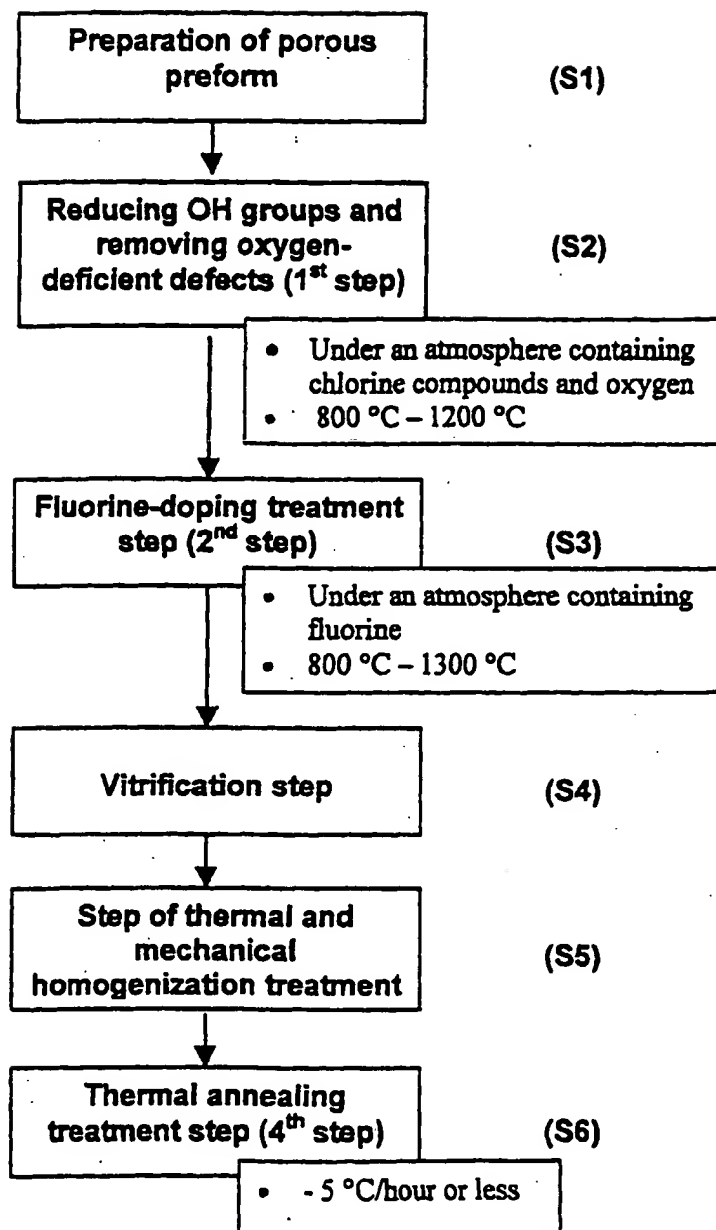 Preparation of porous
preform
(S1)
Reducing OH groups and
removing oxygen-
deficient defects (1st step)
(S2)
• Under an atmosphere containing
chlorine compounds and oxygen
• 800 °C – 1200 °C
Fluorine-doping treatment
step (2nd step)
(S3)
• Under an atmosphere containing
fluorine
• 800 °C – 1300 °C
Vitrification step
(S4)
Step of thermal and
mechanical
homogenization treatment
(S5)
Thermal annealing
treatment step (4th step)
(S6)
• - 5 °C/hour or less